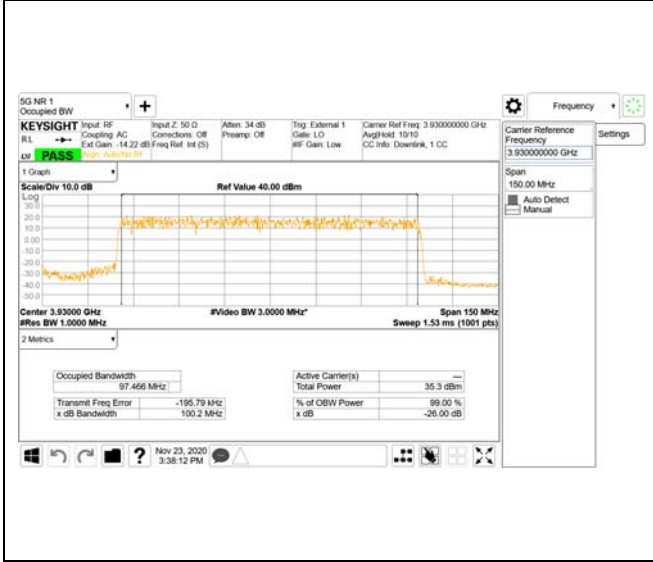 5G NR 1
Occupied BW
Frequency
KEYSIGHT
Input: RF
Input Z: 50 Ω
Atten: 34 dB
Trig: External 1
Carrier Ref Freq: 3.930000000 GHz
R L
Coupling: AC
Corrections: Off
Preamp: Off
Gate: LO
Avg|Hold: 10/10
Ext Gain: -14.22 dB
Freq Ref: Int (S)
#IF Gain: Low
CC Info: Downlink, 1 CC
PASS
Align: Auto/No RF
Carrier Reference
Frequency
3.930000000 GHz
Settings
Span
150.00 MHz
Auto Detect
Manual
1 Graph
Scale/Div 10.0 dB
Ref Value 40.00 dBm
Log
30.0
20.0
10.0
0.00
-10.0
-20.0
-30.0
-40.0
-50.0
Center 3.93000 GHz
#Video BW 3.0000 MHz*
Span 150 MHz
#Res BW 1.0000 MHz
Sweep 1.53 ms (1001 pts)
2 Metrics
Occupied Bandwidth
97.466 MHz
Active Carrier(s)
---
Total Power
35.3 dBm
Transmit Freq Error
-195.79 kHz
% of OBW Power
99.00 %
x dB Bandwidth
100.2 MHz
x dB
-26.00 dB
?
Nov 23, 2020
3:38:12 PM